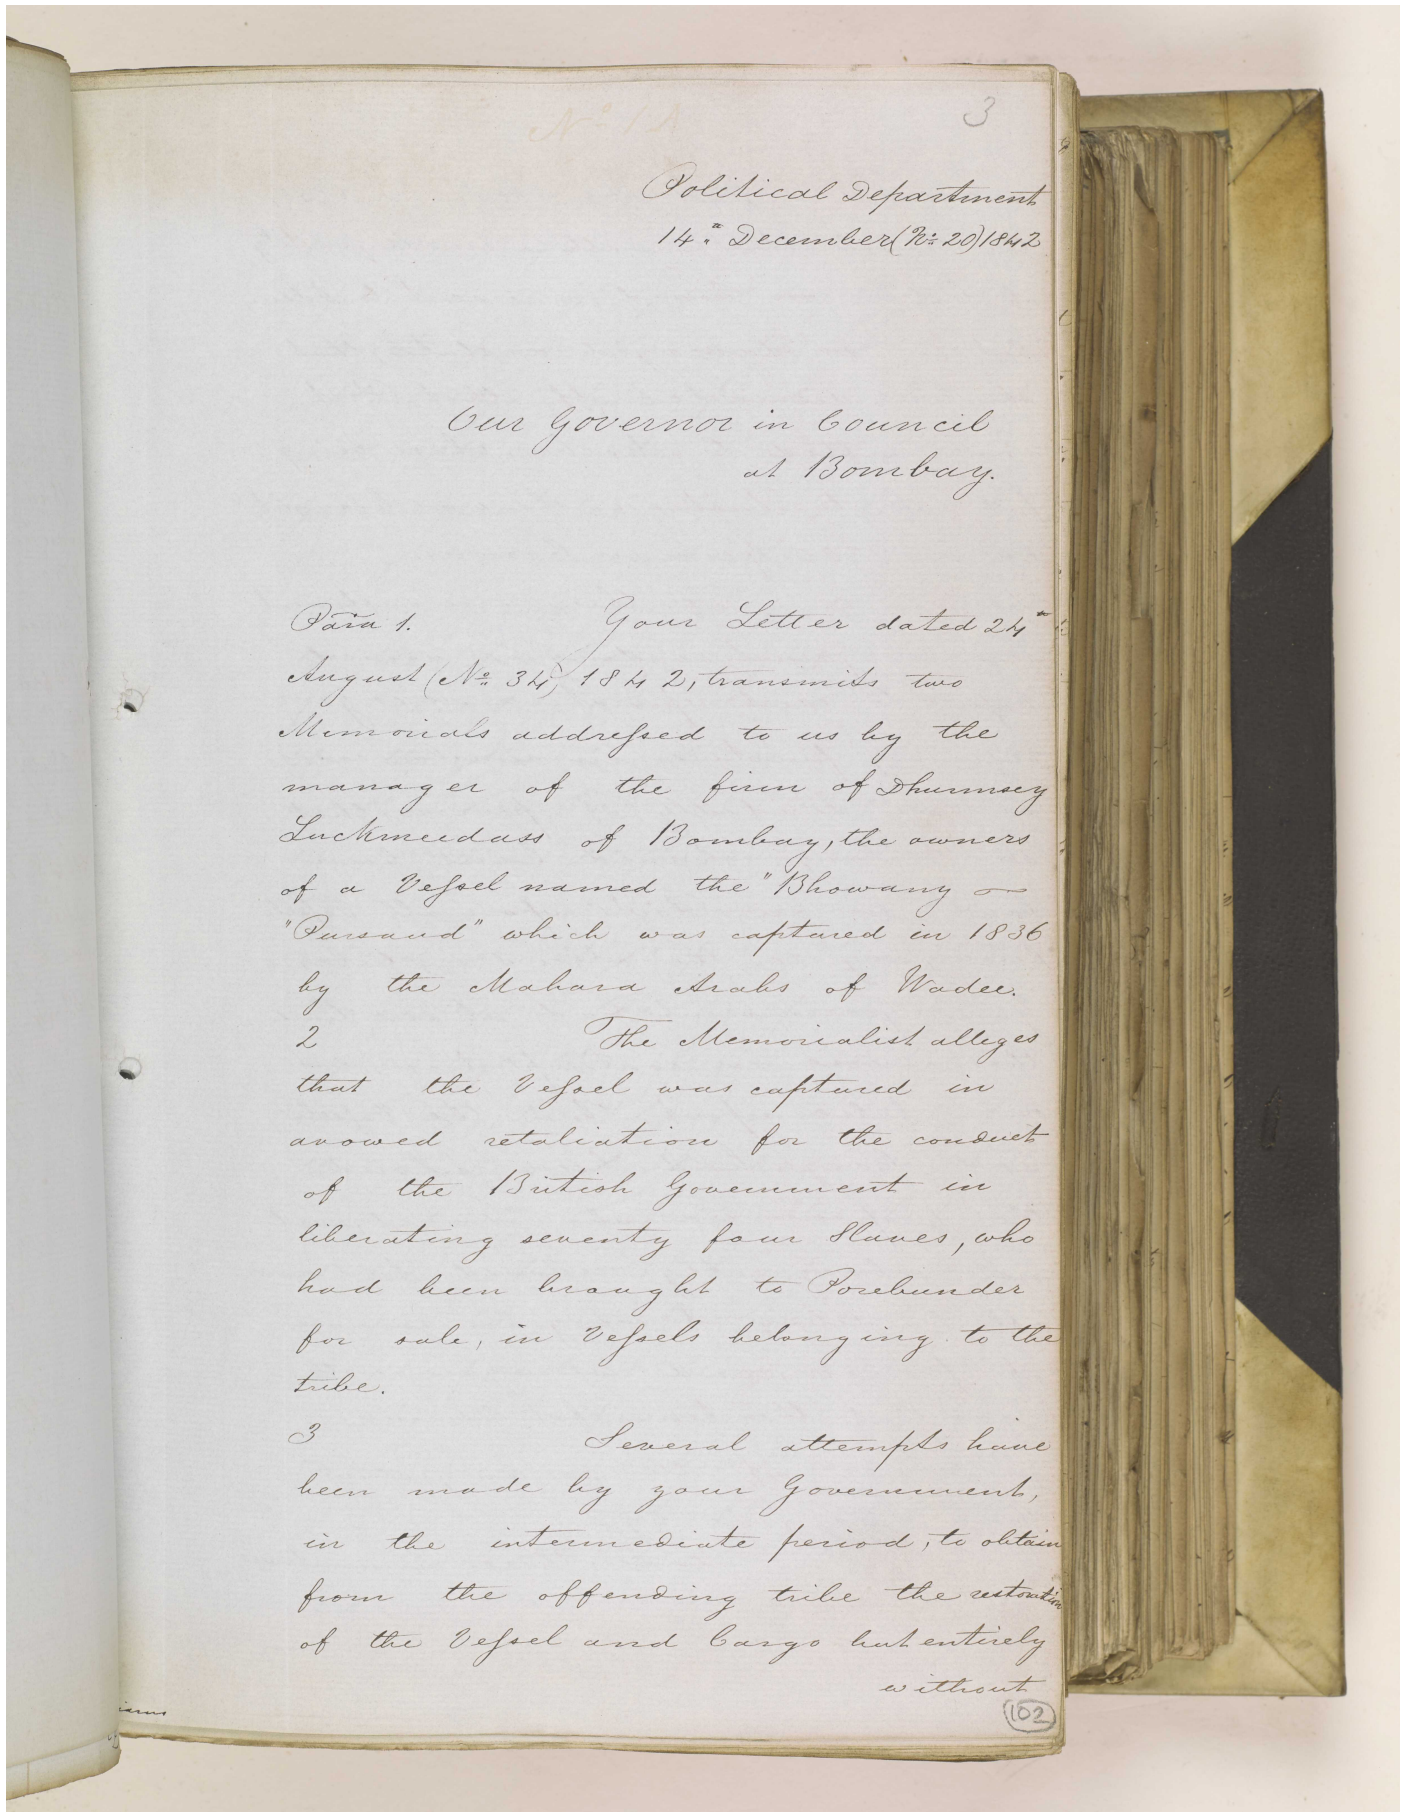 3
Political Department
14th December (No 20) 1842
Our Governor in Council
at Bombay.
Para 1. Your Letter dated 24th
August (No 34) 1842, transmits two
Memorials addreſsed to us by the
manager of the firm of Dhurmsey
Luckmeedass of Bombay, the owners
of a Veſsel named the "Bhowany
"Pursaud" which was captured in 1836
by the Mahara Arabs of Wadee.
2 The Memorialist alleges
that the Veſsel was captured in
avowed retaliation for the conduct
of the British Government in
liberating seventy four Slaves, who
had been brought to Porebunder
for sale, in Veſsels belonging to the
tribe.
3 Several attempts have
been made by your Government,
in the intermediate period, to obtain
from the offending tribe the restoration
of the Veſsel and Cargo but entirely
without
102